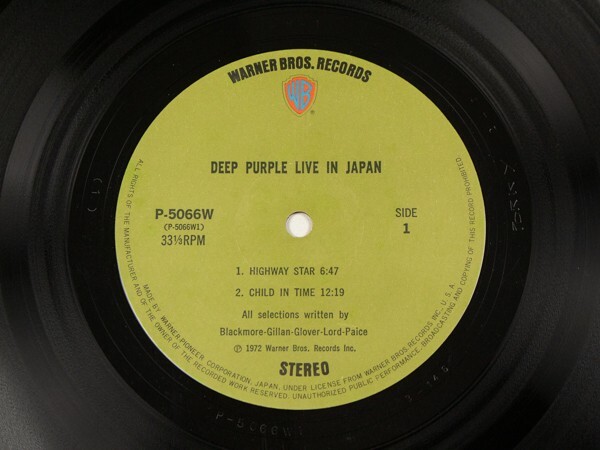 WARNER BROS. RECORDS
WB
®
DEEP PURPLE LIVE IN JAPAN
P-5066W
(P-5066W1)
33⅓RPM
SIDE
1
1. HIGHWAY STAR 6:47
2. CHILD IN TIME 12:19
All selections written by
Blackmore-Gillan-Glover-Lord-Paice
℗ 1972 Warner Bros. Records Inc.
STEREO
MADE BY WARNER-PIONEER CORPORATION, JAPAN, UNDER LICENSE FROM WARNER BROS. RECORDS INC. U. S. A.
ALL RIGHTS OF THE MANUFACTURER AND OF THE OWNER OF THE RECORDED WORK RESERVED. UNAUTHORIZED PUBLIC PERFORMANCE, BROADCASTING AND COPYING OF THIS RECORD PROHIBITED
P-5066W1